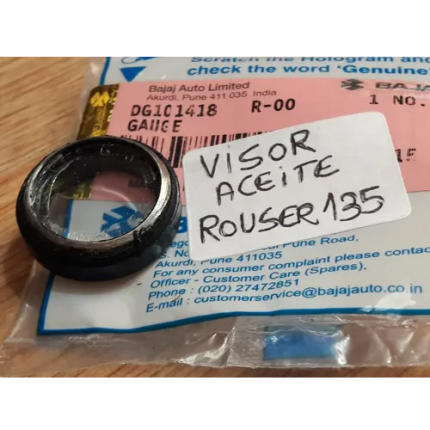 Scratch the Hologram and
check the word 'Genuine'
Bajaj Auto Limited
Akurdi, Pune 411 035 India
BAJA
DG101418 R-00
1 NO.
GAUGE
VISOR
ACEITE
ROUSER 135
Pune Road,
Akurdi, Pune 411035
For any consumer complaint please contac
- Officer - Customer Care (Spares),
Phone : (020) 27472851
E-mail : customerservice@bajajauto.co.in